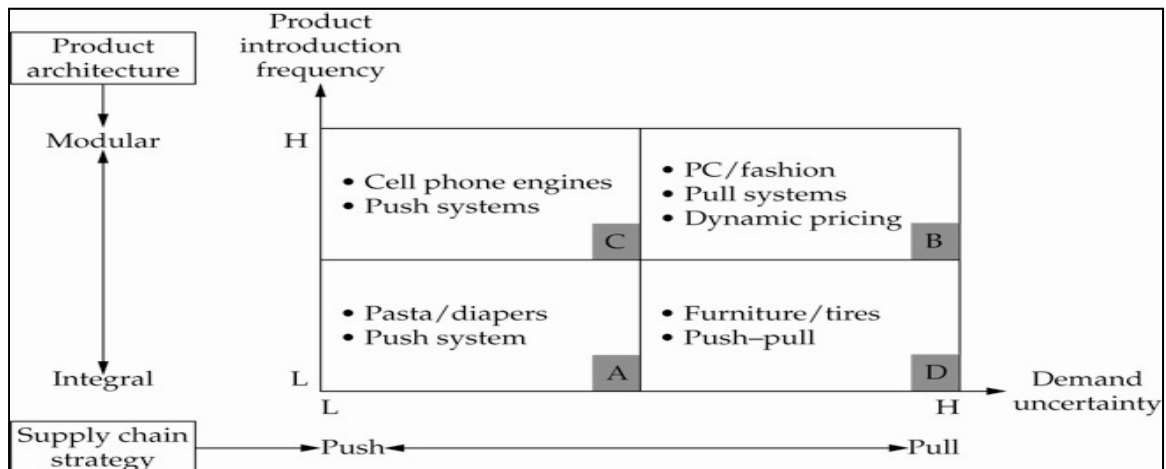 Product
introduction
frequency
Product
architecture
Modular
H
• Cell phone engines
• Push systems
C
• PC/fashion
• Pull systems
• Dynamic pricing
B
• Pasta/diapers
• Push system
A
• Furniture/tires
• Push–pull
D
Integral
L
L
H
Demand
uncertainty
Supply chain
strategy
Push
Pull